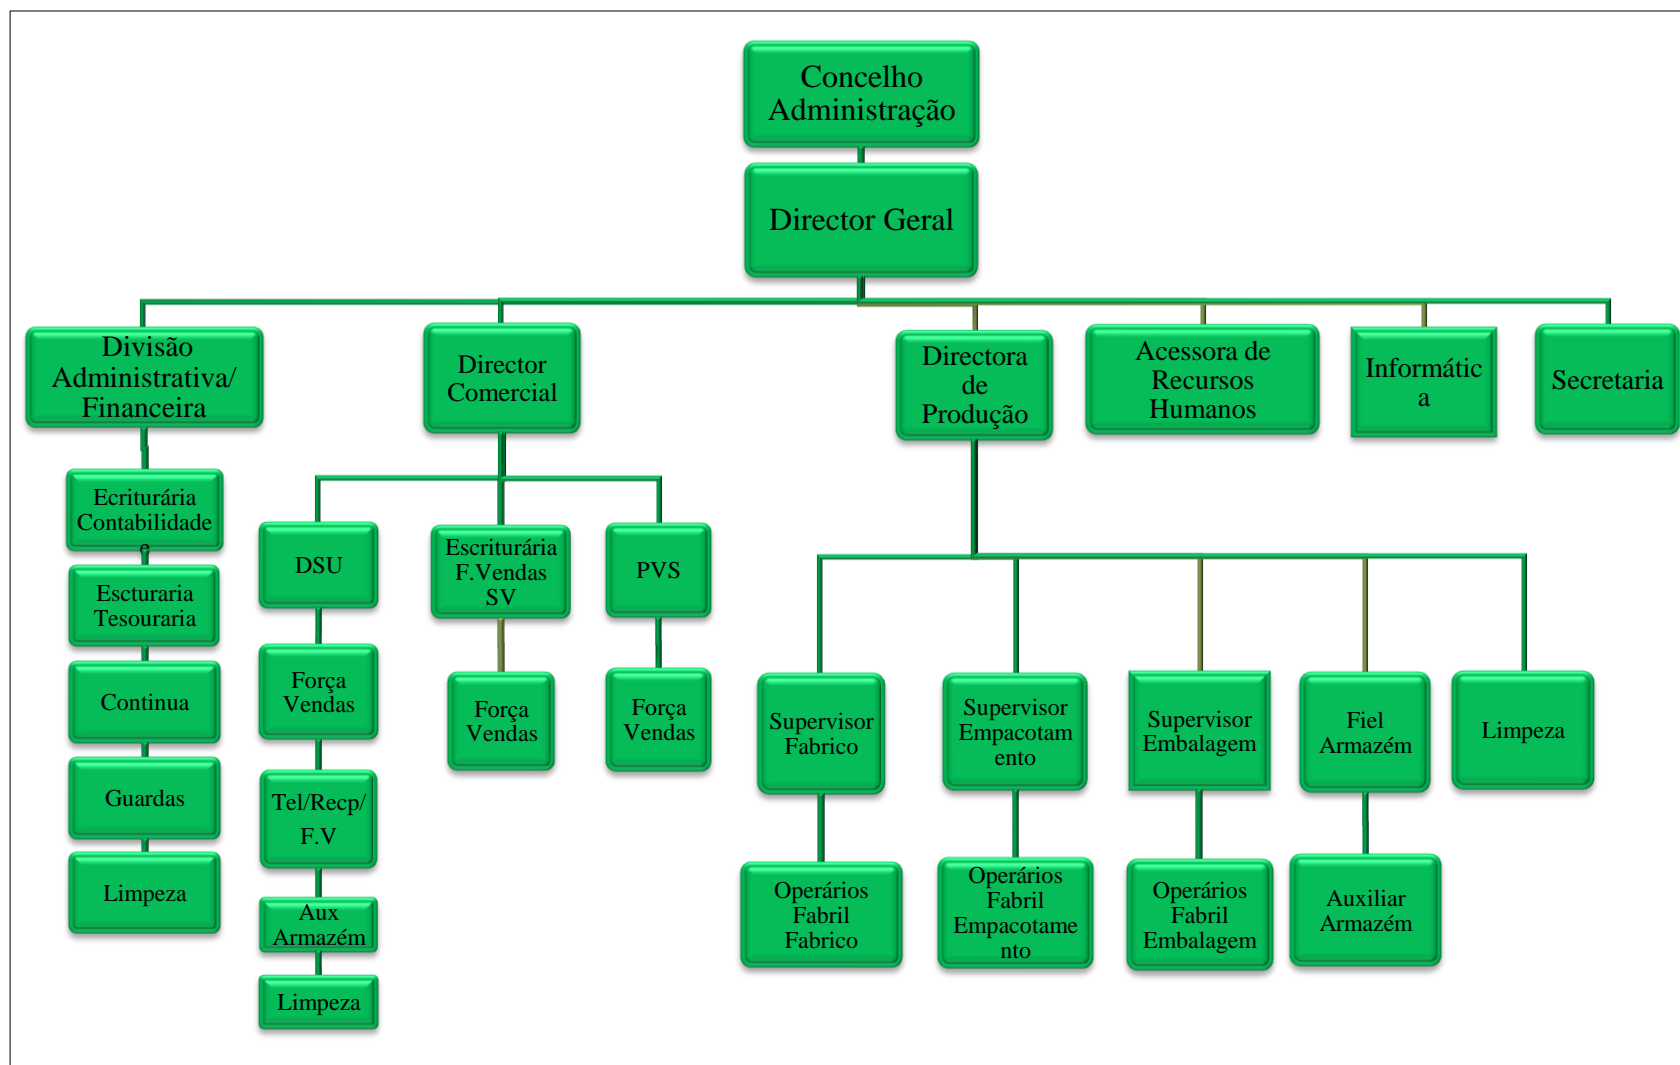 Concelho
Administração
Director Geral
Divisão
Administrativa/
Financeira
Director
Comercial
Directora
de
Produção
Acessora de
Recursos
Humanos
Informátic
a
Secretaria
Ecriturária
Contabilidad
e
Escturaria
Tesouraria
Continua
Guardas
Limpeza
DSU
Força
Vendas
Tel/Recp/
F.V
Aux
Armazém
Limpeza
Escriturária
F.Vendas
SV
Força
Vendas
PVS
Força
Vendas
Supervisor
Fabrico
Operários
Fabril
Fabrico
Supervisor
Empacotam
ento
Operários
Fabril
Empacotame
nto
Supervisor
Embalagem
Operários
Fabril
Embalagem
Fiel
Armazém
Auxiliar
Armazém
Limpeza